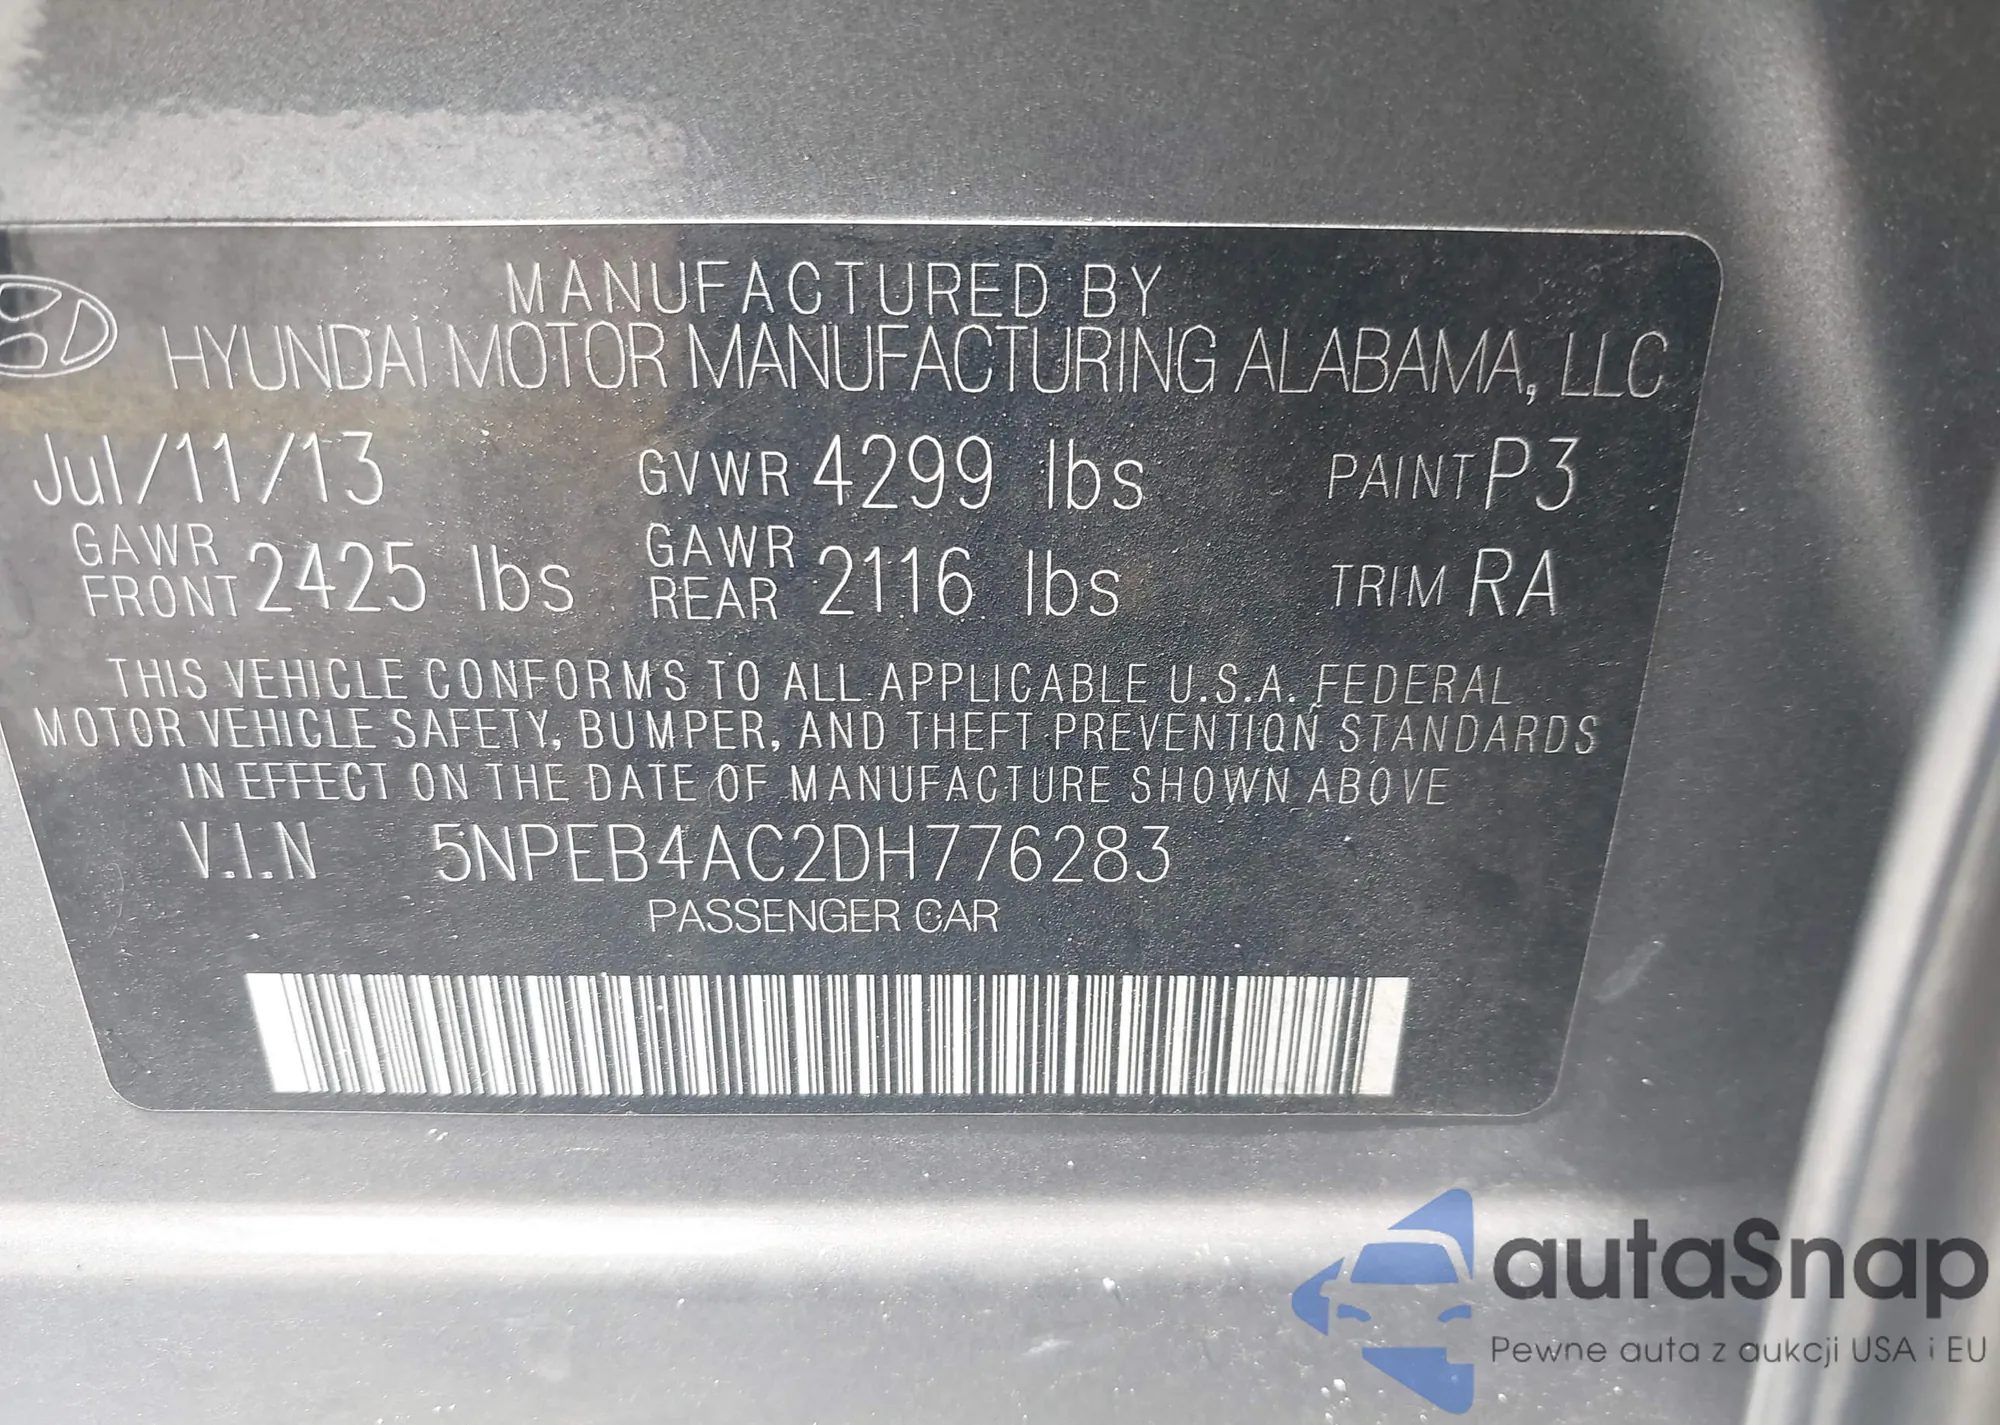 MANUFACTURED BY
HYUNDAI MOTOR MANUFACTURING ALABAMA, LLC
Jul/11/13 GVWR 4299 lbs PAINT P3
GAWR FRONT 2425 lbs GAWR REAR 2116 lbs TRIM RA
THIS VEHICLE CONFORMS TO ALL APPLICABLE U.S.A. FEDERAL
MOTOR VEHICLE SAFETY, BUMPER, AND THEFT PREVENTION STANDARDS
IN EFFECT ON THE DATE OF MANUFACTURE SHOWN ABOVE
V.I.N 5NPEB4AC2DH776283
PASSENGER CAR
autaSnap
Pewne auta z aukcji USA i EU